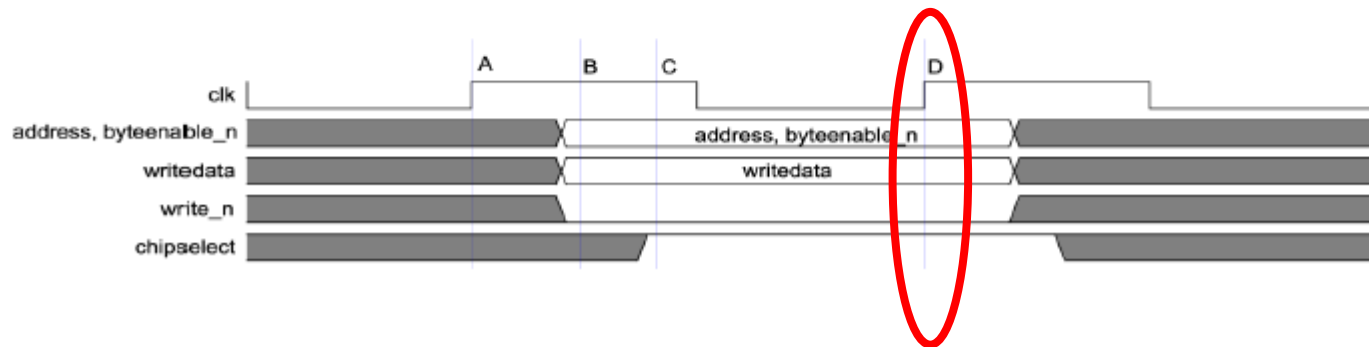 A B C D
clk
address, byteenable_n address, byteenable_n
writedata writedata
write_n
chipselect